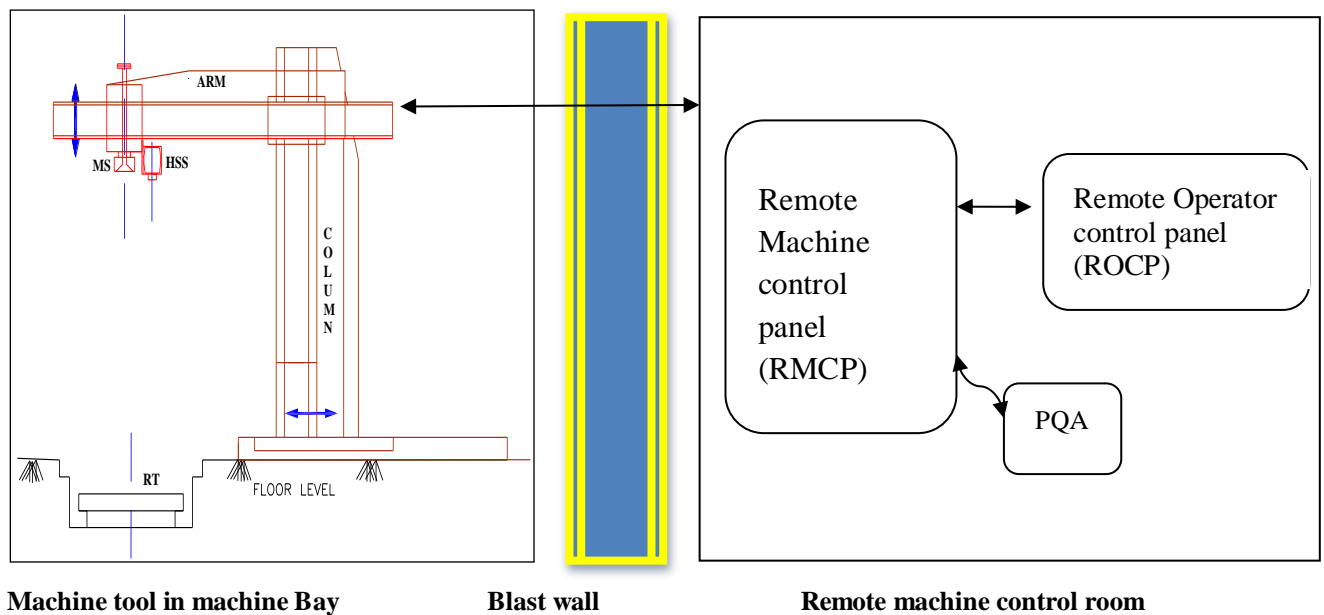 ARM
MS
HSS
C
O
L
U
M
N
RT
FLOOR LEVEL
Remote
Machine
control
panel
(RMCP)
Remote Operator
control panel
(ROCP)
PQA
Machine tool in machine Bay
Blast wall
Remote machine control room